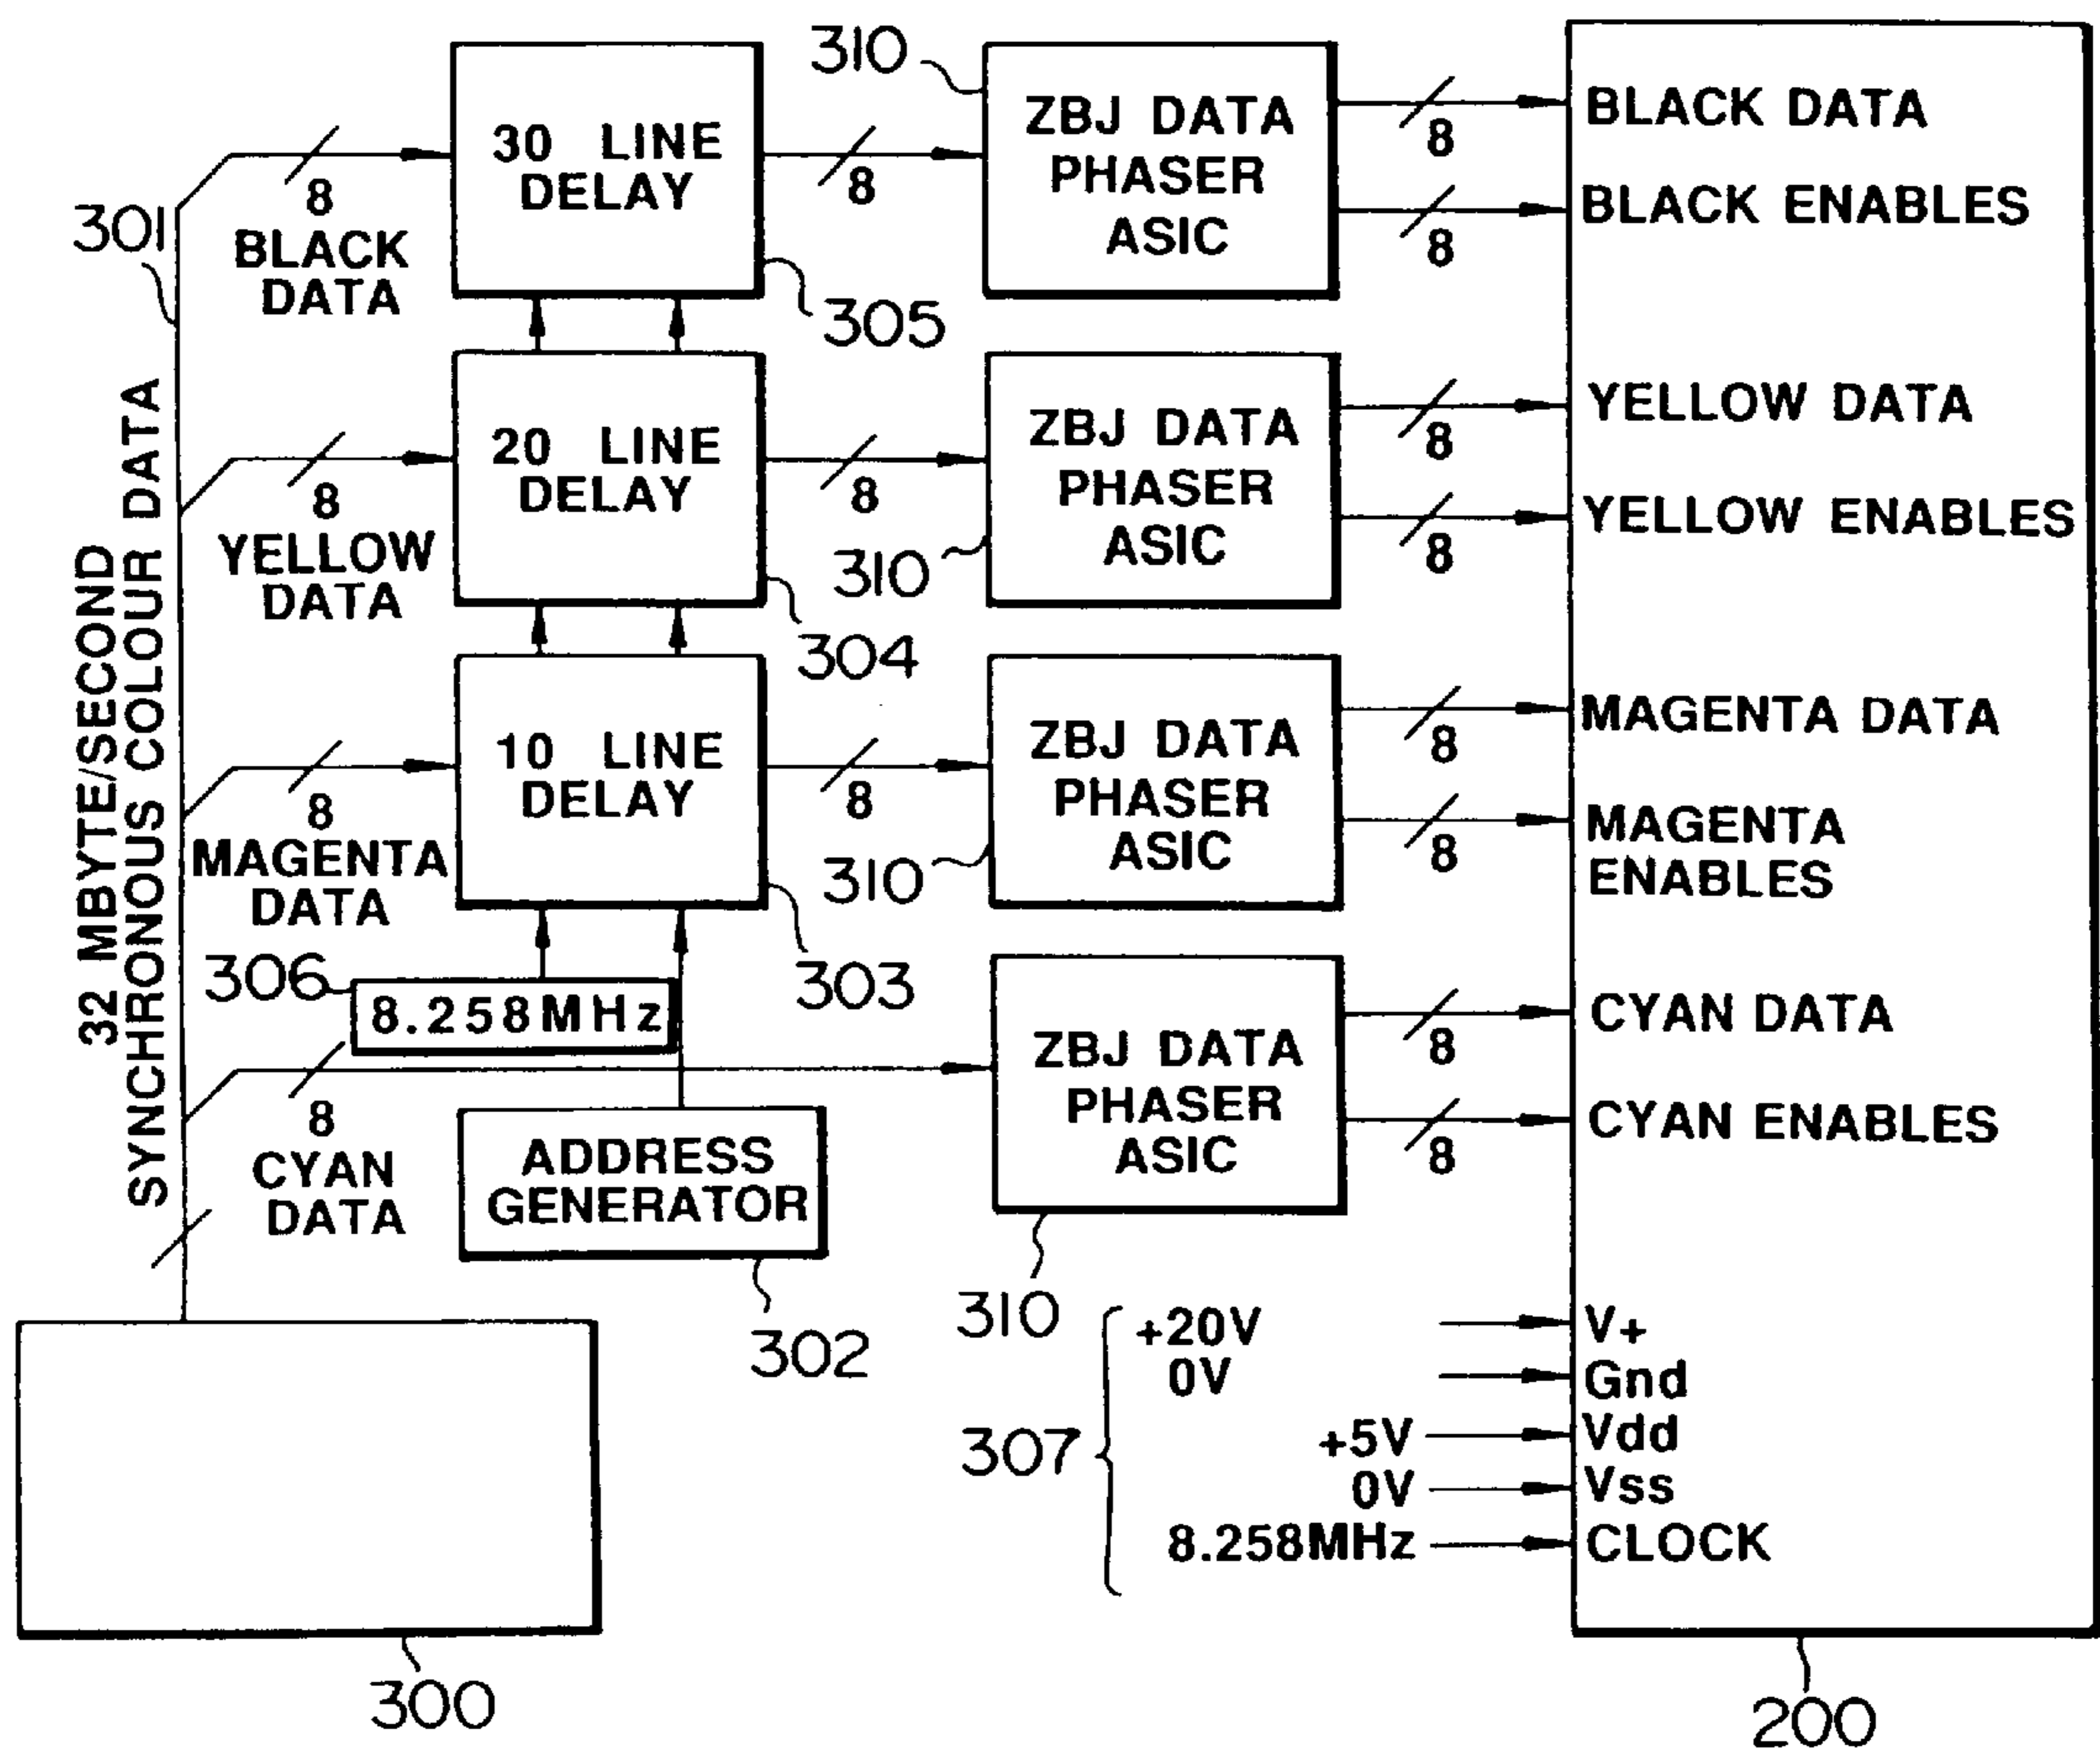 310
30 LINE
DELAY
ZBJ DATA
PHASER
ASIC
8
BLACK DATA
8
BLACK ENABLES
8
BLACK
DATA
8
8
301
305
32 MBYTE/SECOND
SYNCHRONOUS COLOUR DATA
20 LINE
DELAY
ZBJ DATA
PHASER
ASIC
8
YELLOW DATA
8
YELLOW ENABLES
8
YELLOW
DATA
8
310
304
10 LINE
DELAY
ZBJ DATA
PHASER
ASIC
8
MAGENTA DATA
8
MAGENTA
ENABLES
8
MAGENTA
DATA
8
310
303
306
8.258MHz
ZBJ DATA
PHASER
ASIC
8
CYAN DATA
8
CYAN ENABLES
8
CYAN
DATA
ADDRESS
GENERATOR
302
310
307
+20V
V+
0V
Gnd
+5V
Vdd
0V
Vss
8.258MHz
CLOCK
300
200